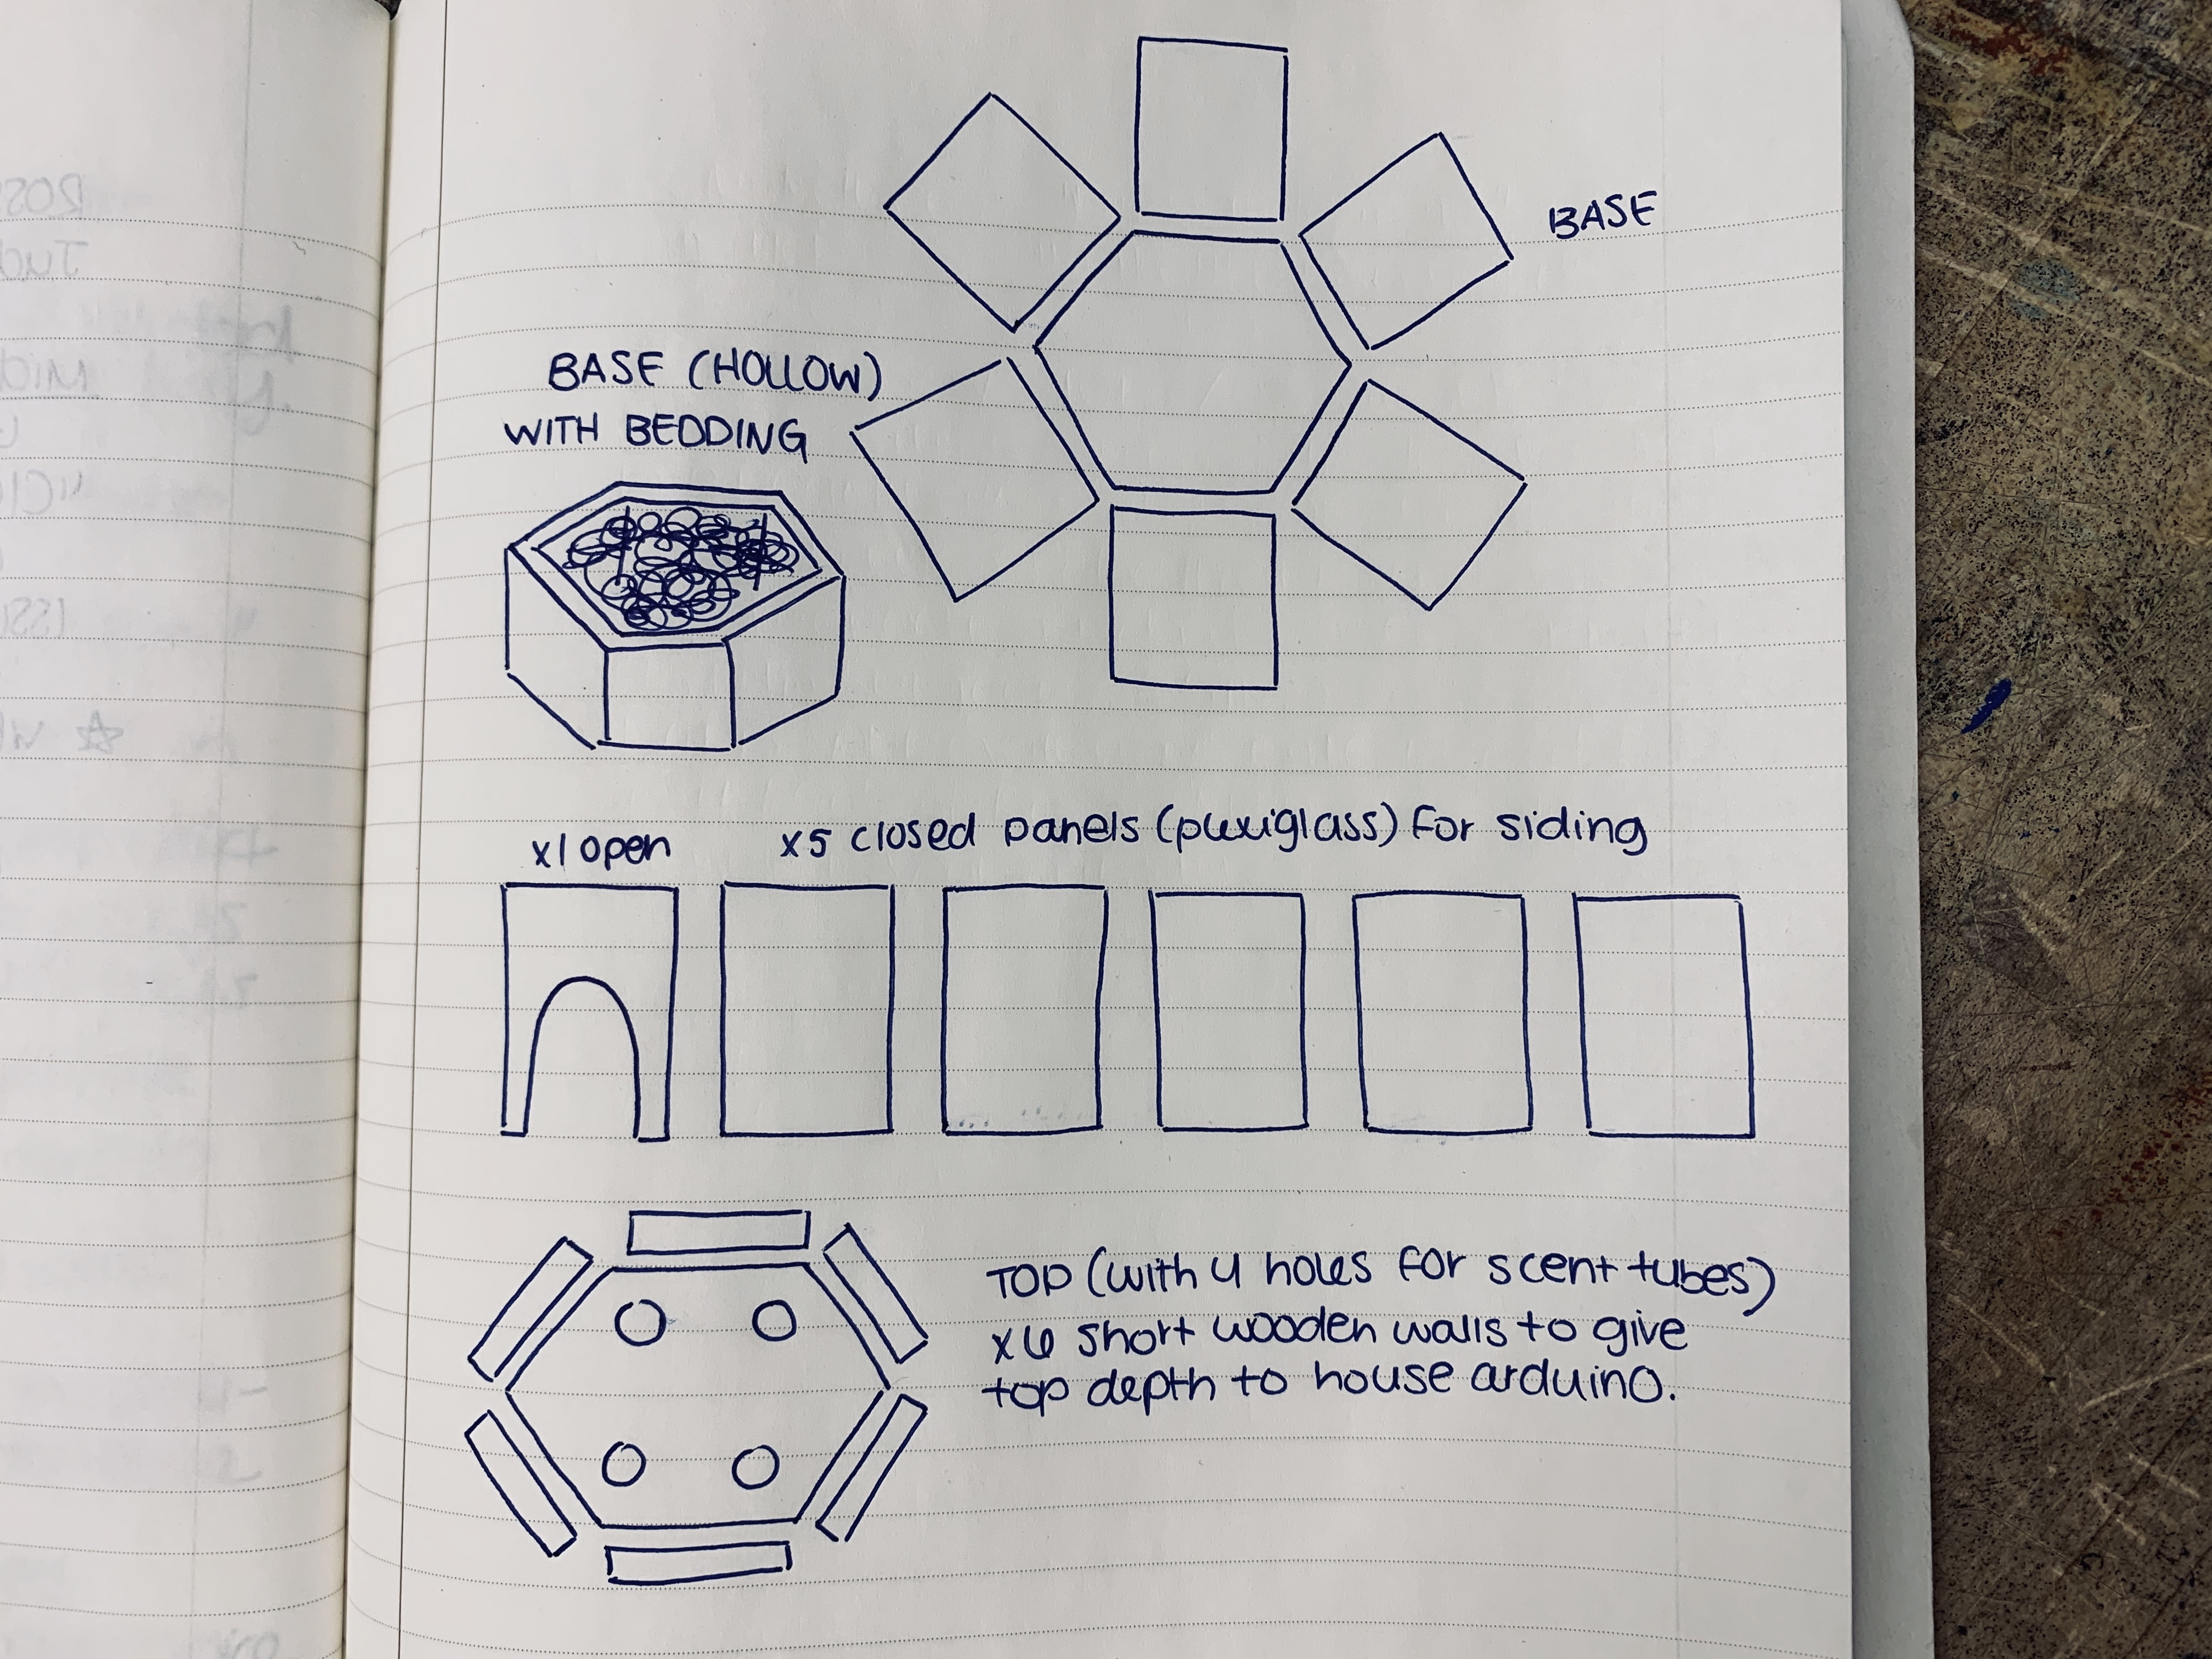 BASE
BASE (HOLLOW)
WITH BEDDING
x1 open
x5 closed panels (plexiglass) for siding
TOP (with 4 holes for scent tubes)
x6 short wooden walls to give
top depth to house arduino.